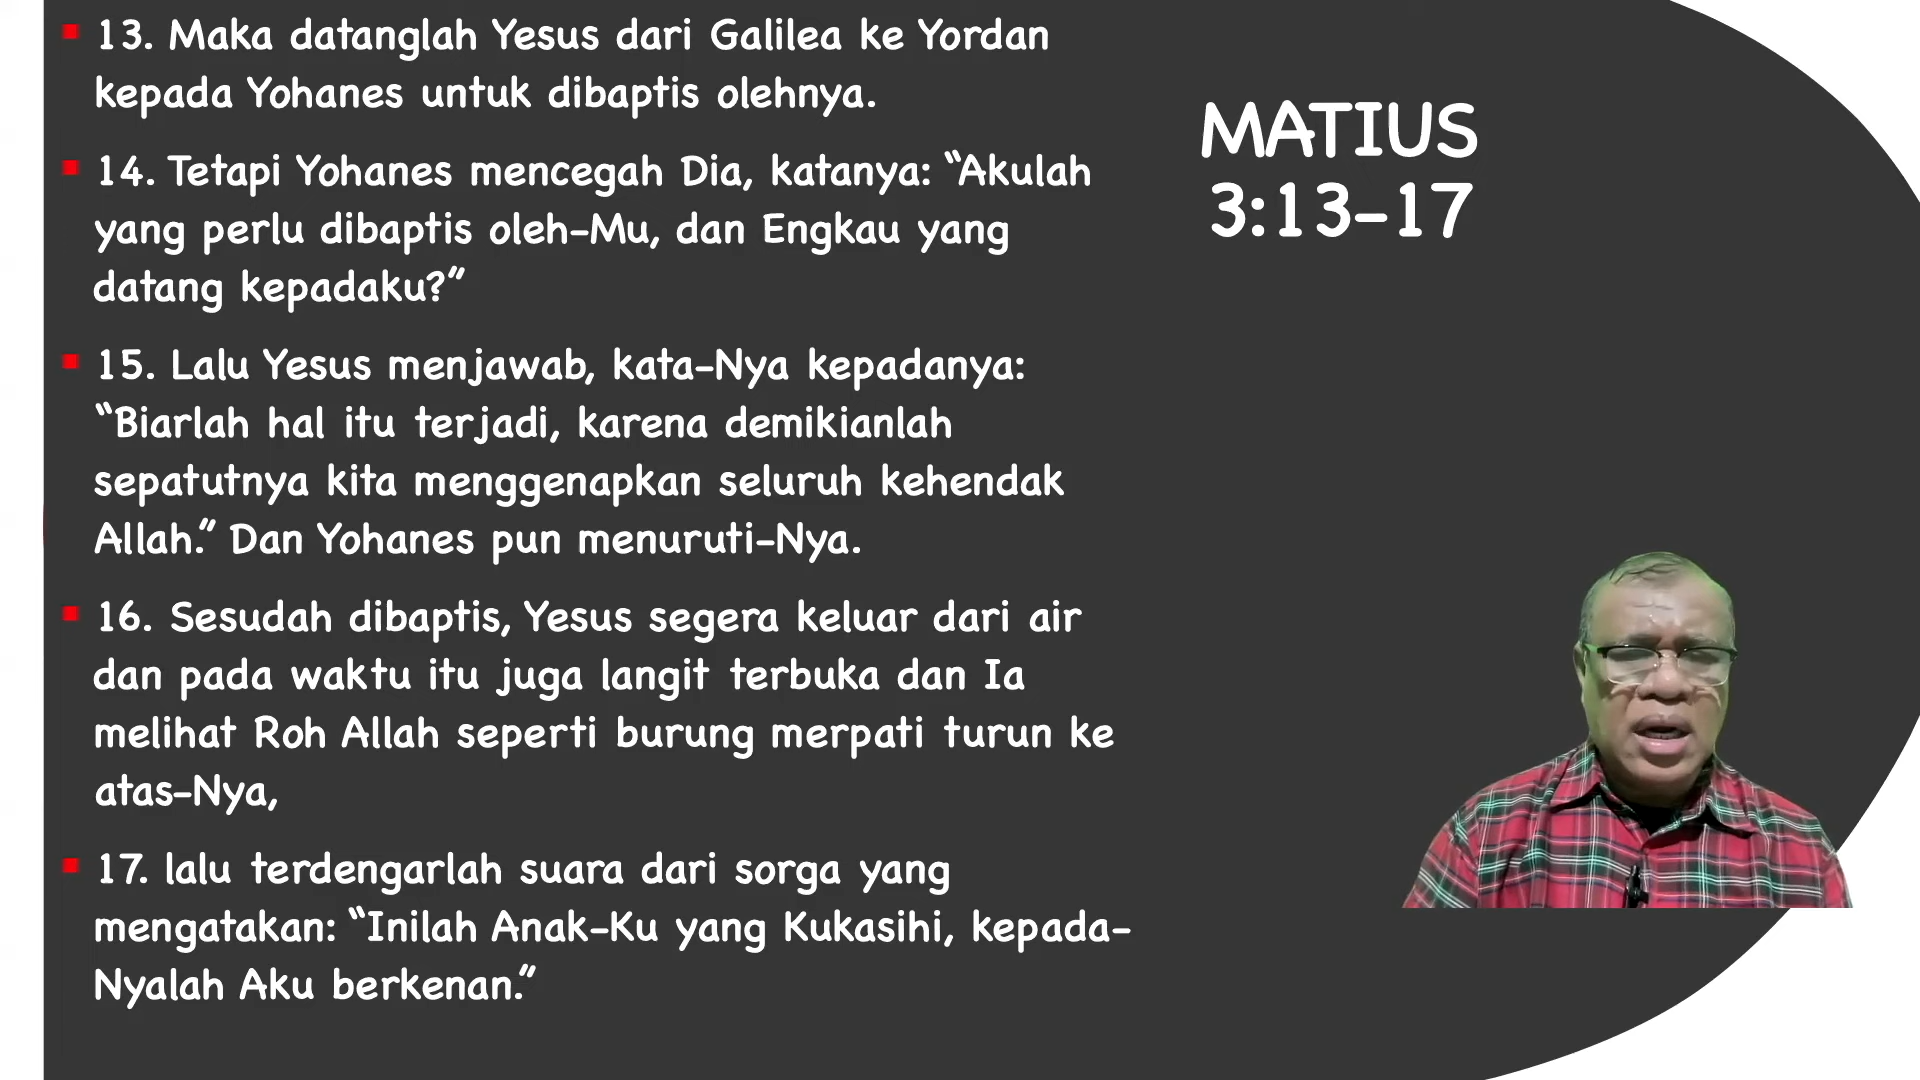 13. Maka datanglah Yesus dari Galilea ke Yordan
kepada Yohanes untuk dibaptis olehnya.
14. Tetapi Yohanes mencegah Dia, katanya: “Akulah
yang perlu dibaptis oleh-Mu, dan Engkau yang
datang kepadaku?”
15. Lalu Yesus menjawab, kata-Nya kepadanya:
“Biarlah hal itu terjadi, karena demikianlah
sepatutnya kita menggenapkan seluruh kehendak
Allah.” Dan Yohanes pun menuruti-Nya.
16. Sesudah dibaptis, Yesus segera keluar dari air
dan pada waktu itu juga langit terbuka dan Ia
melihat Roh Allah seperti burung merpati turun ke
atas-Nya,
17. lalu terdengarlah suara dari sorga yang
mengatakan: “Inilah Anak-Ku yang Kukasihi, kepada-
Nyalah Aku berkenan.”
MATIUS
3:13-17